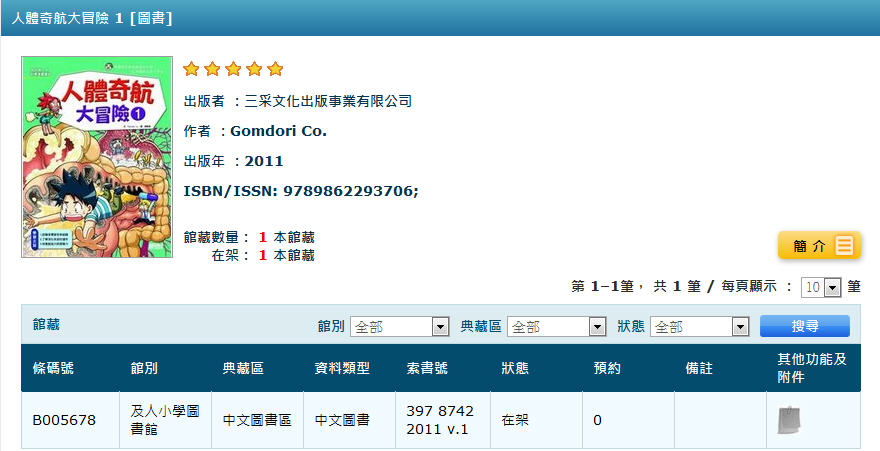 人體奇航大冒險 1 [圖書]
人體奇航
大冒險1
出版者 ：三采文化出版事業有限公司
作者 ：Gomdori Co.
出版年 ：2011
ISBN/ISSN: 9789862293706;
館藏數量： 1 本館藏
在架： 1 本館藏
簡 介
第 1–1筆， 共 1 筆 / 每頁顯示 ： 10 筆
館藏 館別 全部 典藏區 全部 狀態 全部 搜尋
條碼號 館別 典藏區 資料類型 索書號 狀態 預約 備註 其他功能及
附件
B005678 及人小學圖
書館 中文圖書區 中文圖書 397 8742
2011 v.1 在架 0